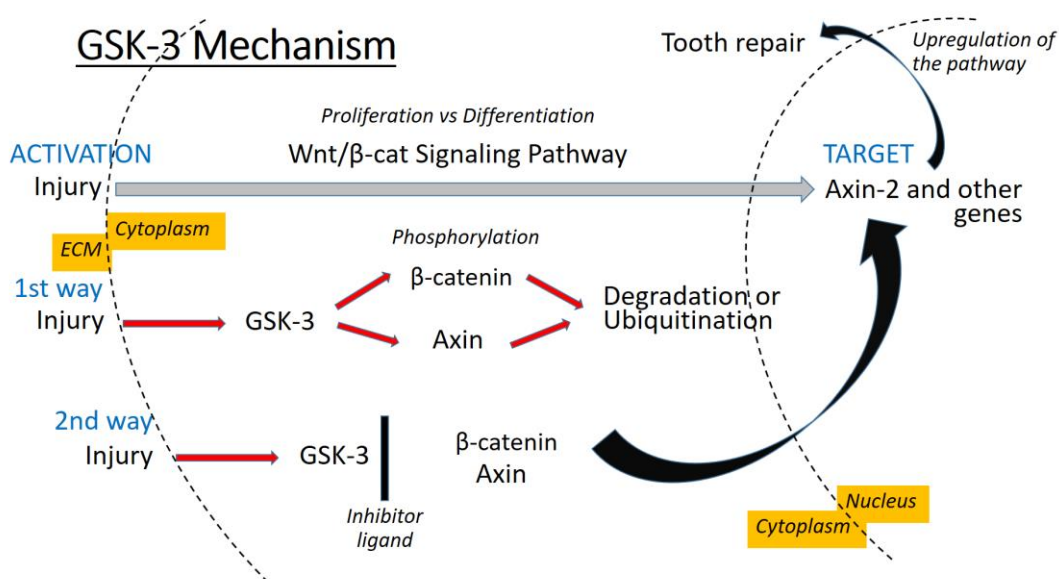 GSK-3 Mechanism
Tooth repair
Upregulation of
the pathway
Proliferation vs Differentiation
ACTIVATION
Wnt/β-cat Signaling Pathway
TARGET
Injury
Axin-2 and other
genes
Cytoplasm
ECM
Phosphorylation
1st way
β-catenin
Injury
GSK-3
Axin
Degradation or
Ubiquitination
2nd way
Injury
GSK-3
β-catenin
Axin
Inhibitor
ligand
Nucleus
Cytoplasm